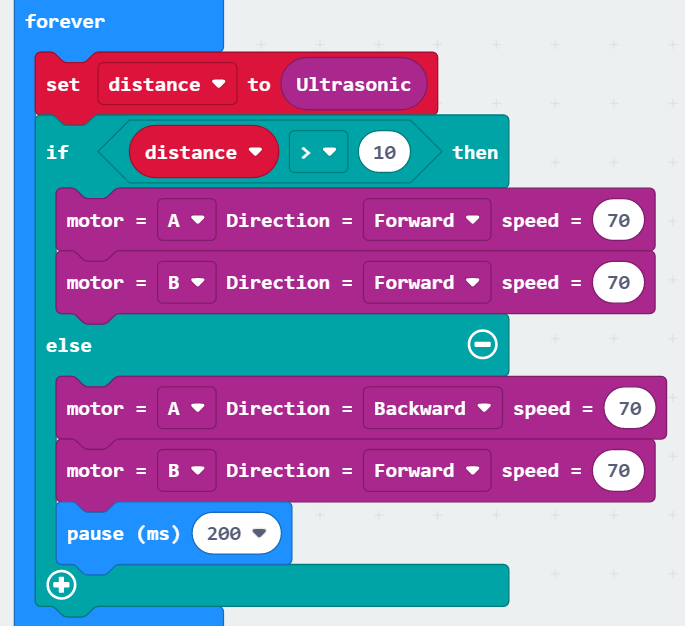 forever
set distance to Ultrasonic
if distance > 10 then
motor = A Direction = Forward speed = 70
motor = B Direction = Forward speed = 70
else
motor = A Direction = Backward speed = 70
motor = B Direction = Forward speed = 70
pause (ms) 200